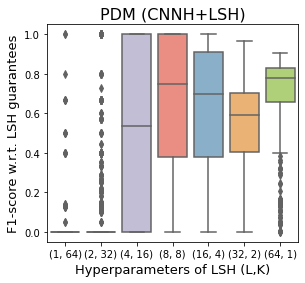 PDM (CNNH+LSH)
F1-score w.r.t. LSH guarantees
1.0
0.8
0.6
0.4
0.2
0.0
(1, 64) (2, 32) (4, 16) (8, 8) (16, 4) (32, 2) (64, 1)
Hyperparameters of LSH (L,K)